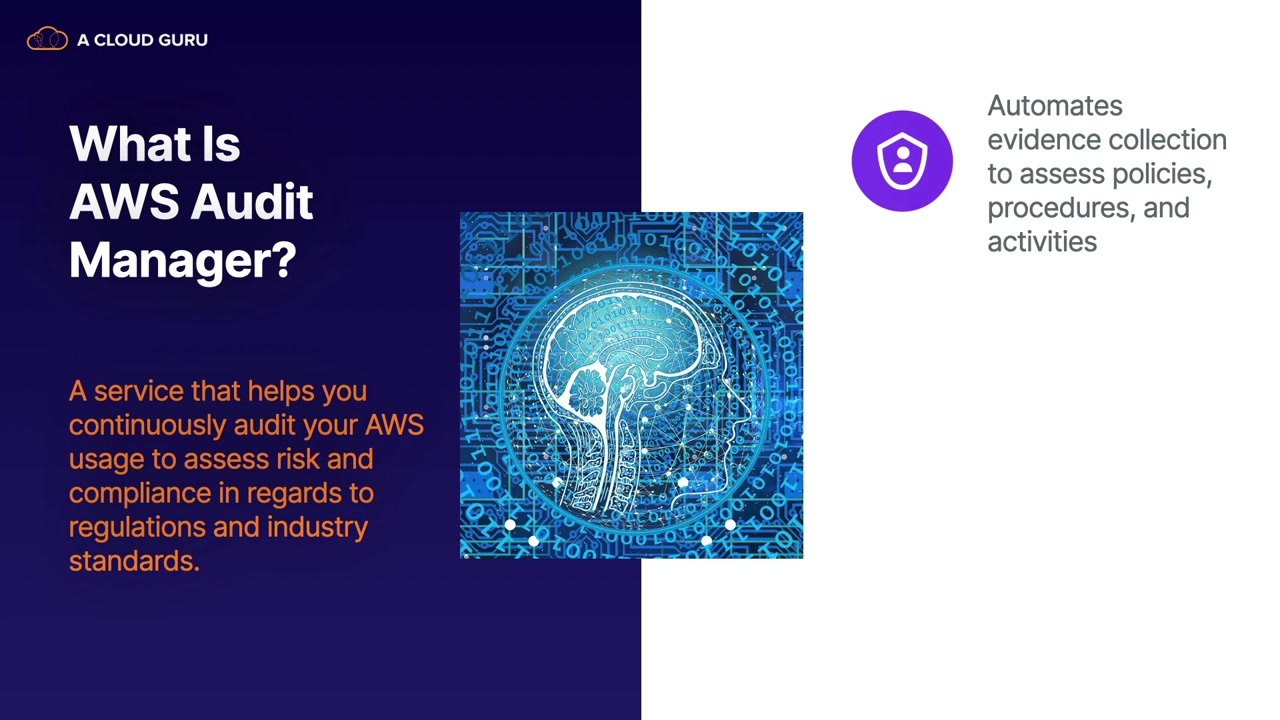 A CLOUD GURU
What Is
AWS Audit
Manager?
A service that helps you
continuously audit your AWS
usage to assess risk and
compliance in regards to
regulations and industry
standards.
Automates
evidence collection
to assess policies,
procedures, and
activities